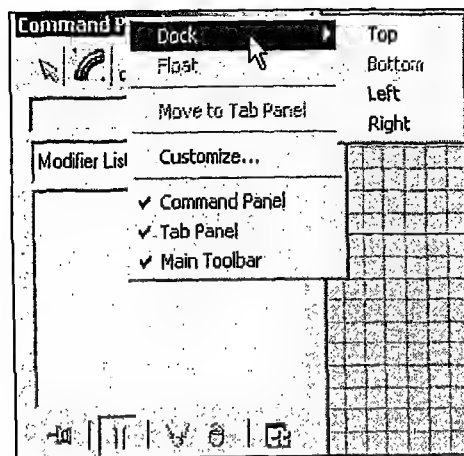 Command P
Dock
Float
Move to Tab Panel
Customize...
Command Panel
Tab Panel
Main Toolbar
Top
Bottom
Left
Right
Modifier List